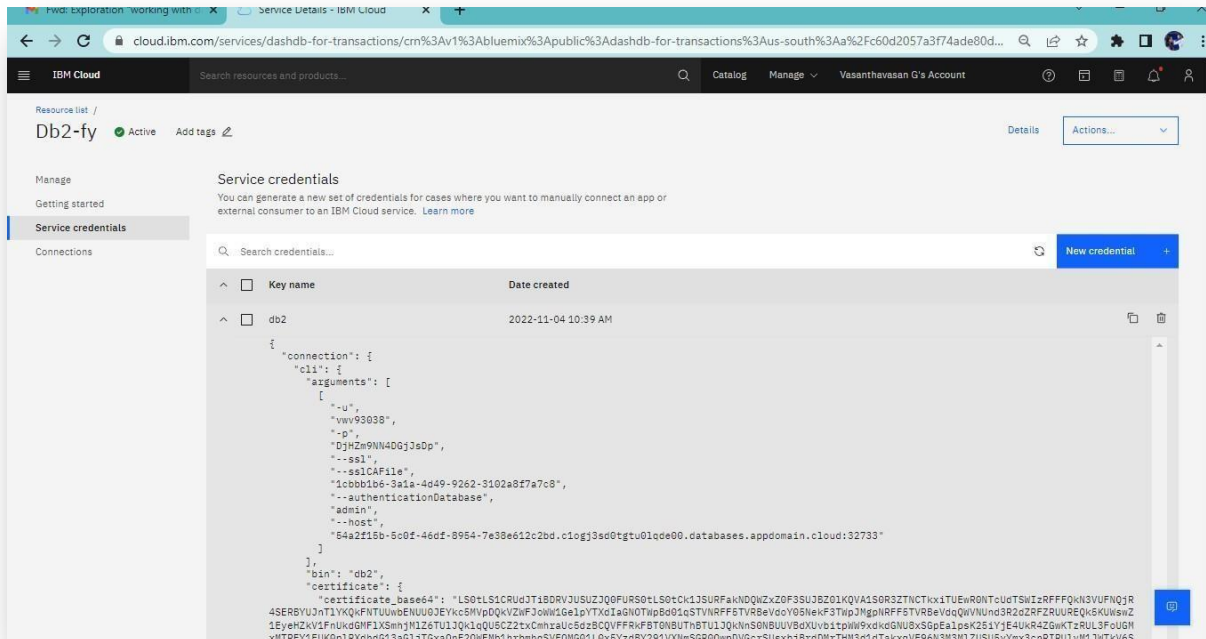 Fwd: Exploration "working with
Service Details - IBM Cloud
cloud.ibm.com/services/dashdb-for-transactions/crn%3Av1%3Abluemix%3Apublic%3Adashdb-for-transactions%3Aus-south%3Aa%2Fc60d2057a3f74ade80d...
IBM Cloud
Search resources and products...
Catalog
Manage
Vasanthavasan G's Account
Resource list /
Db2-fy
Active
Add tags
Details
Actions...
Manage
Getting started
Service credentials
Connections
Service credentials
You can generate a new set of credentials for cases where you want to manually connect an app or
external consumer to an IBM Cloud service. Learn more
Search credentials...
New credential +
Key name
Date created
db2
2022-11-04 10:39 AM
{
"connection": {
"cli": {
"arguments": [
[
"-u",
"vwv93038",
"-p",
"DjHZm9NN4DGjJsDp",
"--ssl",
"--sslCAFile",
"1cbbb1b6-3a1a-4d49-9262-3102a8f7a7c8",
"--authenticationDatabase",
"admin",
"--host",
"54a2f15b-5c0f-46df-8954-7e38e612c2bd.c1ogj3sd0tgtu0lqde00.databases.appdomain.cloud:32733"
]
],
"bin": "db2",
"certificate": {
"certificate_base64":